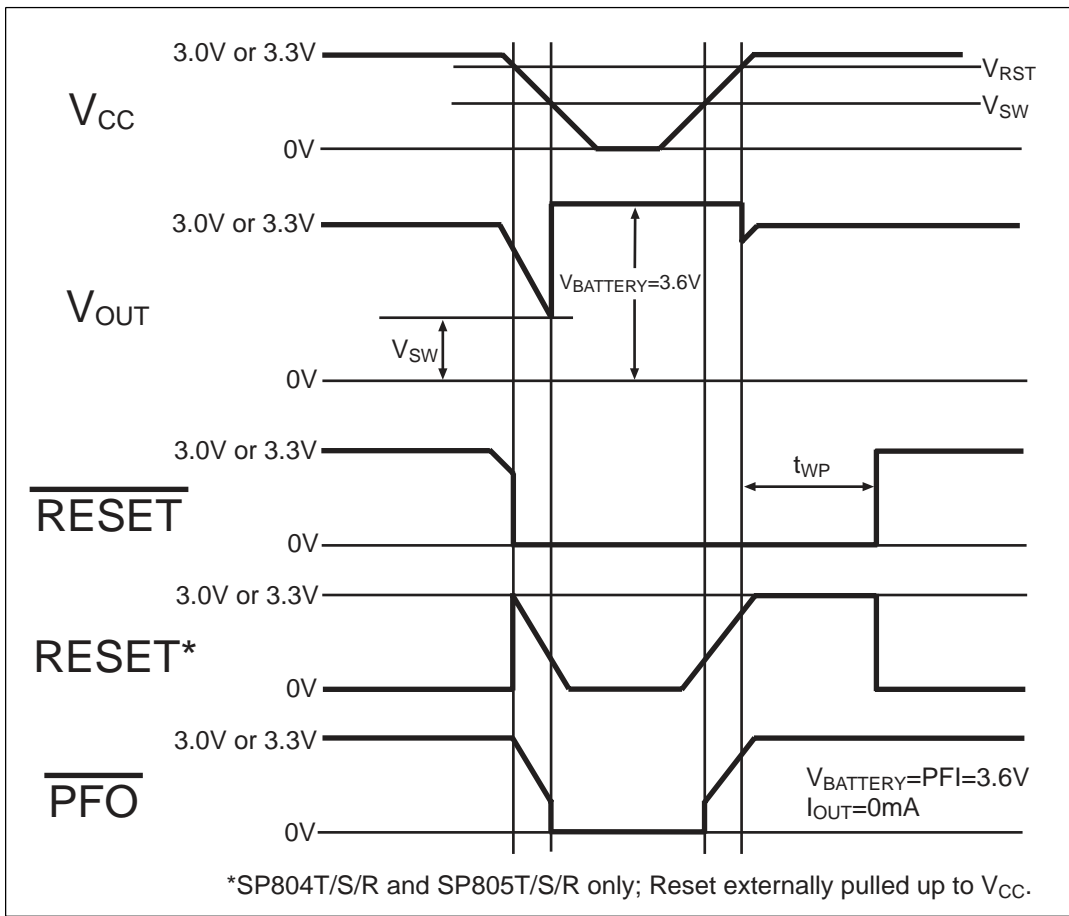 3.0V or 3.3V
VRST
VSW
VCC
0V
3.0V or 3.3V
VBATTERY=3.6V
VOUT
VSW
0V
3.0V or 3.3V
tWP
RESET
0V
3.0V or 3.3V
RESET*
0V
3.0V or 3.3V
VBATTERY=PFI=3.6V
PFO
IOUT=0mA
0V
*SP804T/S/R and SP805T/S/R only; Reset externally pulled up to VCC.